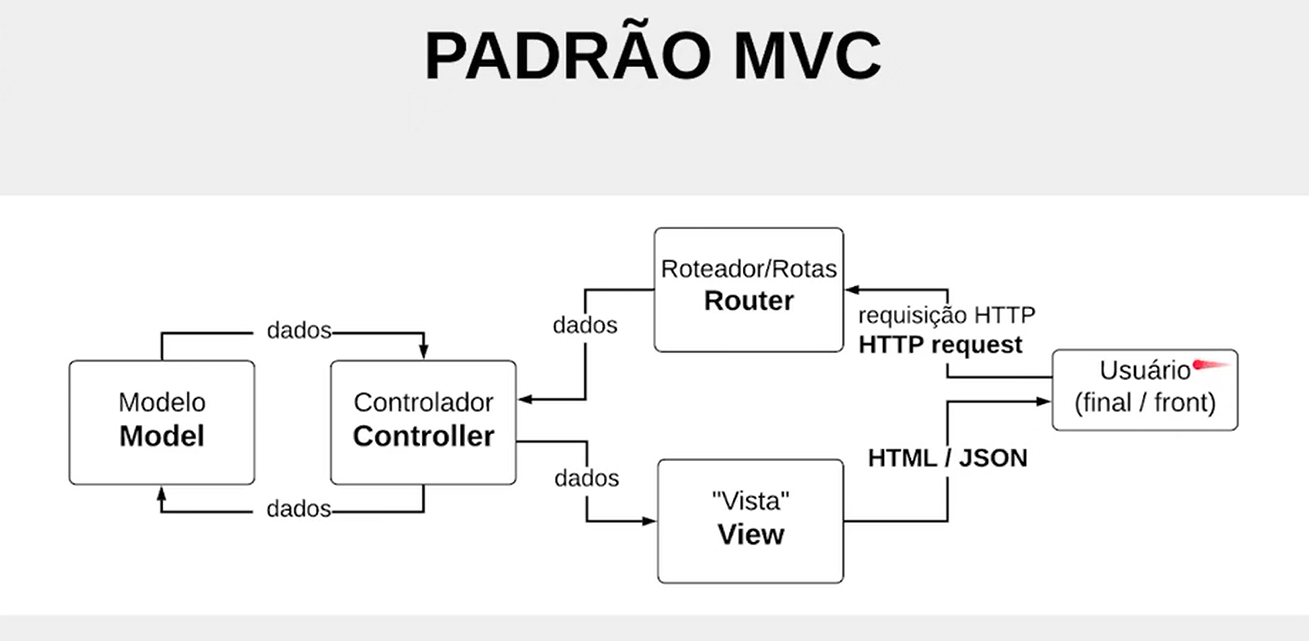 PADRÃO MVC
Roteador/Rotas
Router
dados
dados
requisição HTTP
HTTP request
Usuário
(final / front)
Modelo
Model
Controlador
Controller
HTML / JSON
dados
dados
"Vista"
View